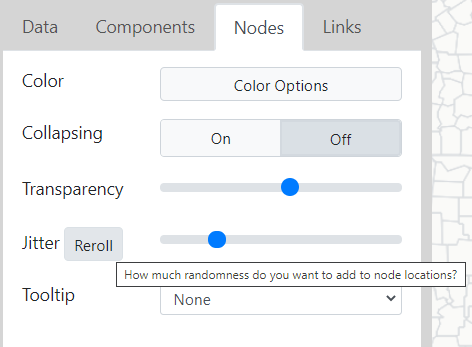 Data Components Nodes Links
Color Color Options
Collapsing On Off
Transparency
Jitter Reroll
How much randomness do you want to add to node locations?
Tooltip None